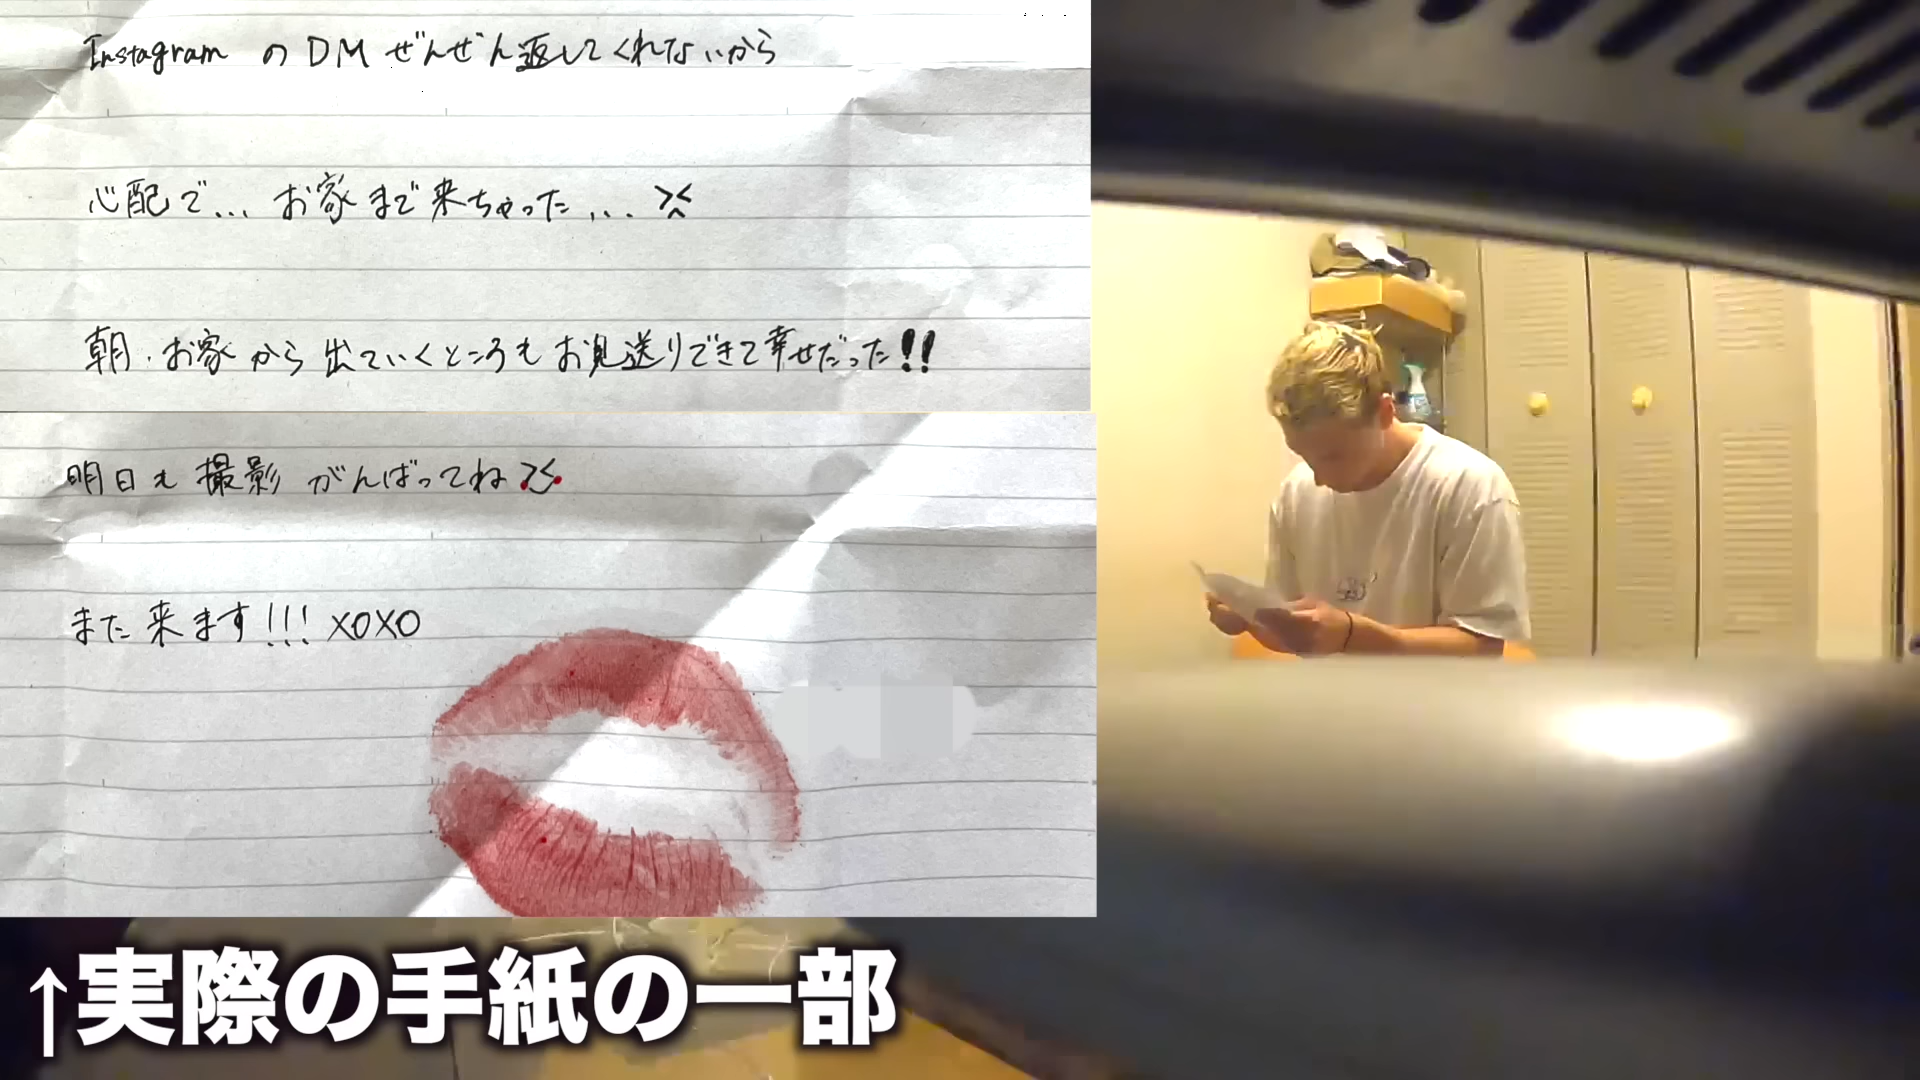 Instagram の DM ぜんぜん返してくれないから
心配で... お家まで来ちゃった...
朝、お家から出ていくところもお見送りできて幸せだった!!
明日も撮影がんばってね
また来ます!!! XOXO
↑実際の手紙の一部